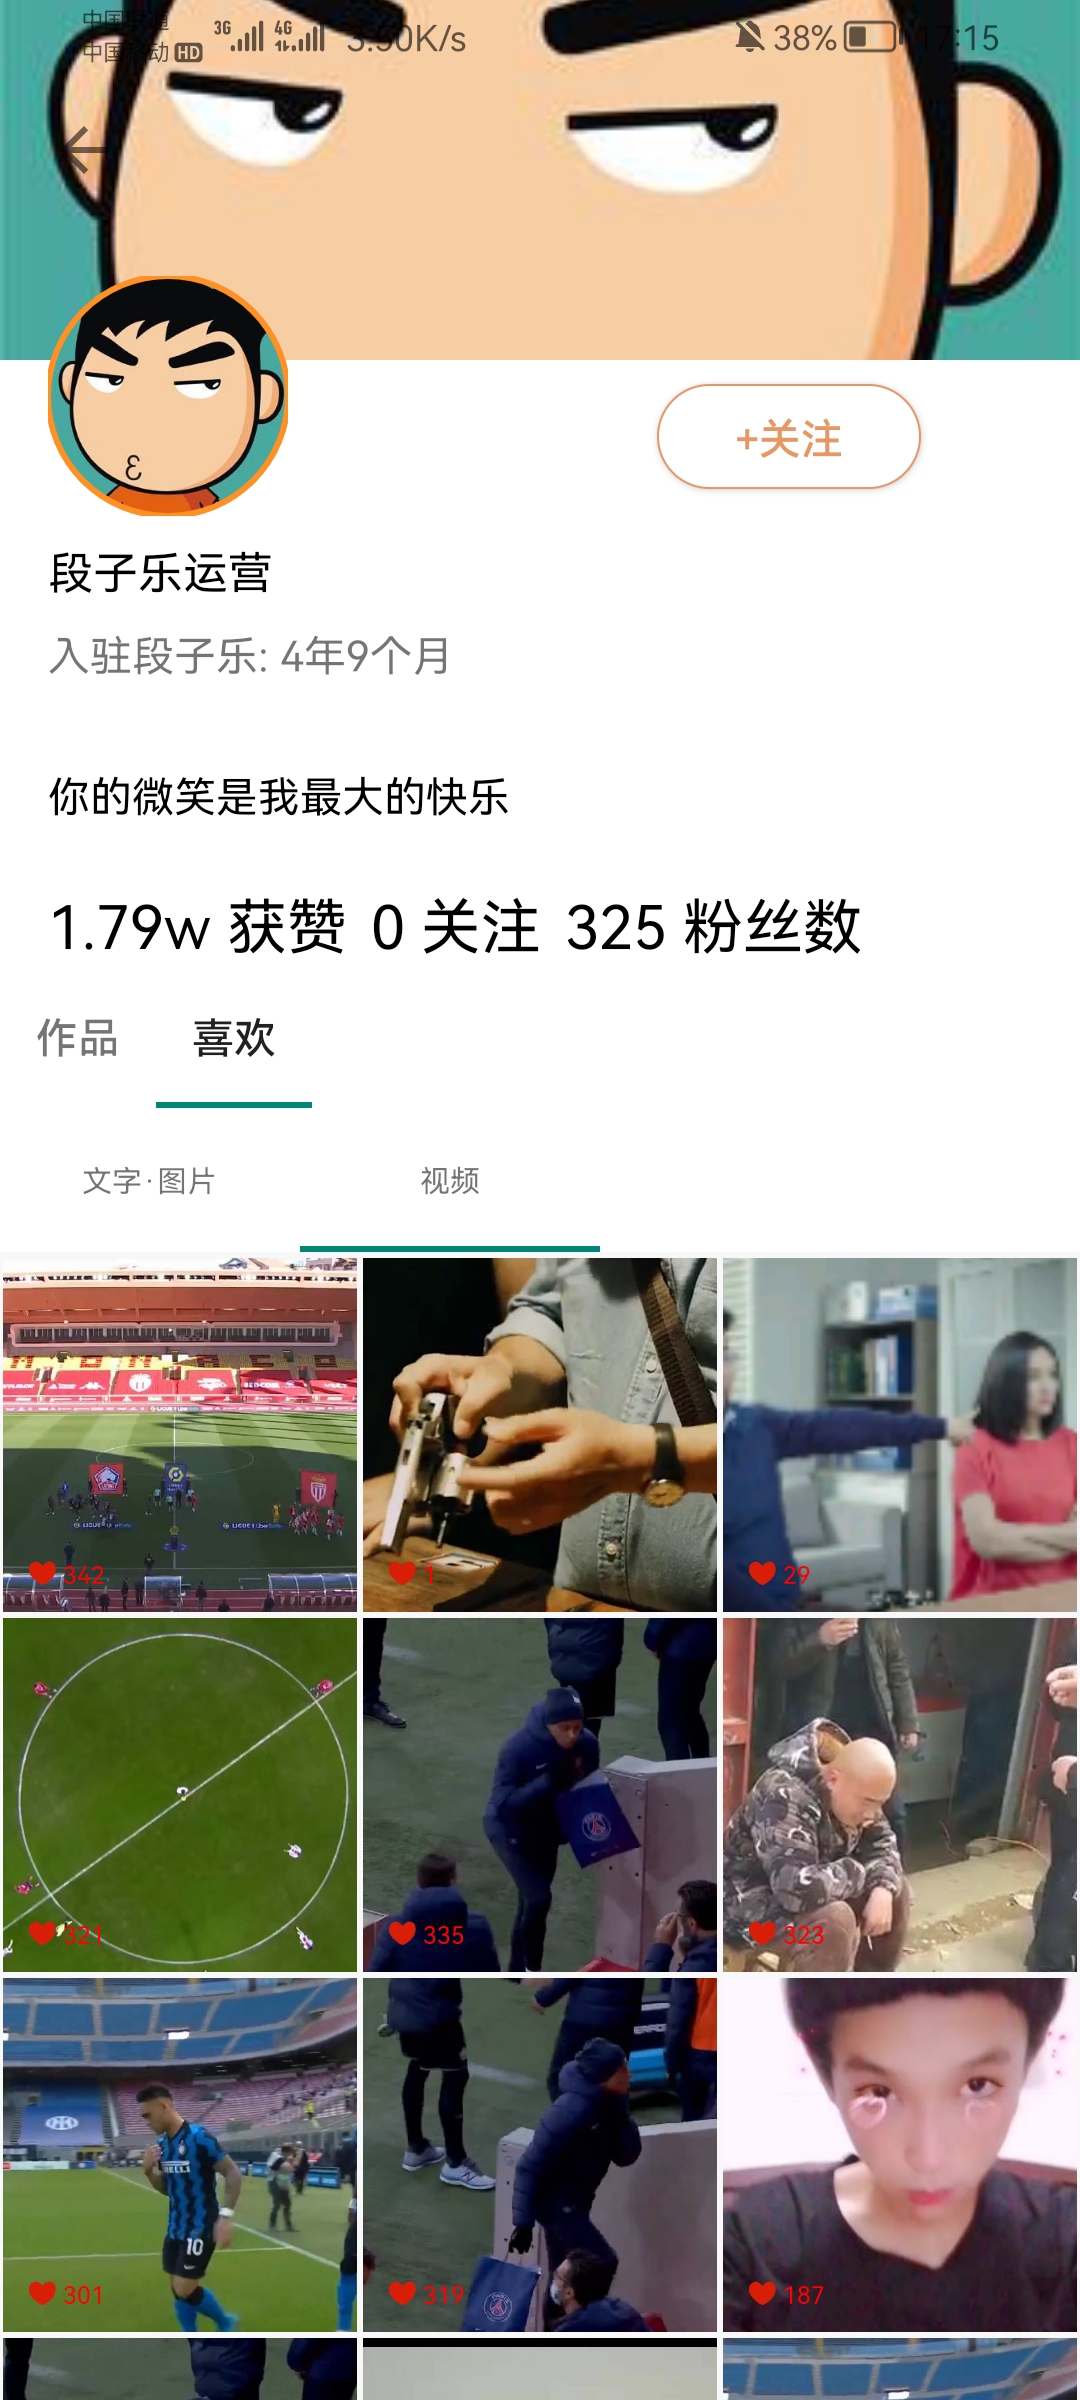 中国联通
中国移动 HD 3G 4G 3.50K/s 38% 17:15
+关注
段子乐运营
入驻段子乐: 4年9个月
你的微笑是我最大的快乐
1.79w 获赞 0 关注 325 粉丝数
作品 喜欢
文字·图片 视频
MONACO
342 1 29
PARIS
321 335 323
10
301 319 187